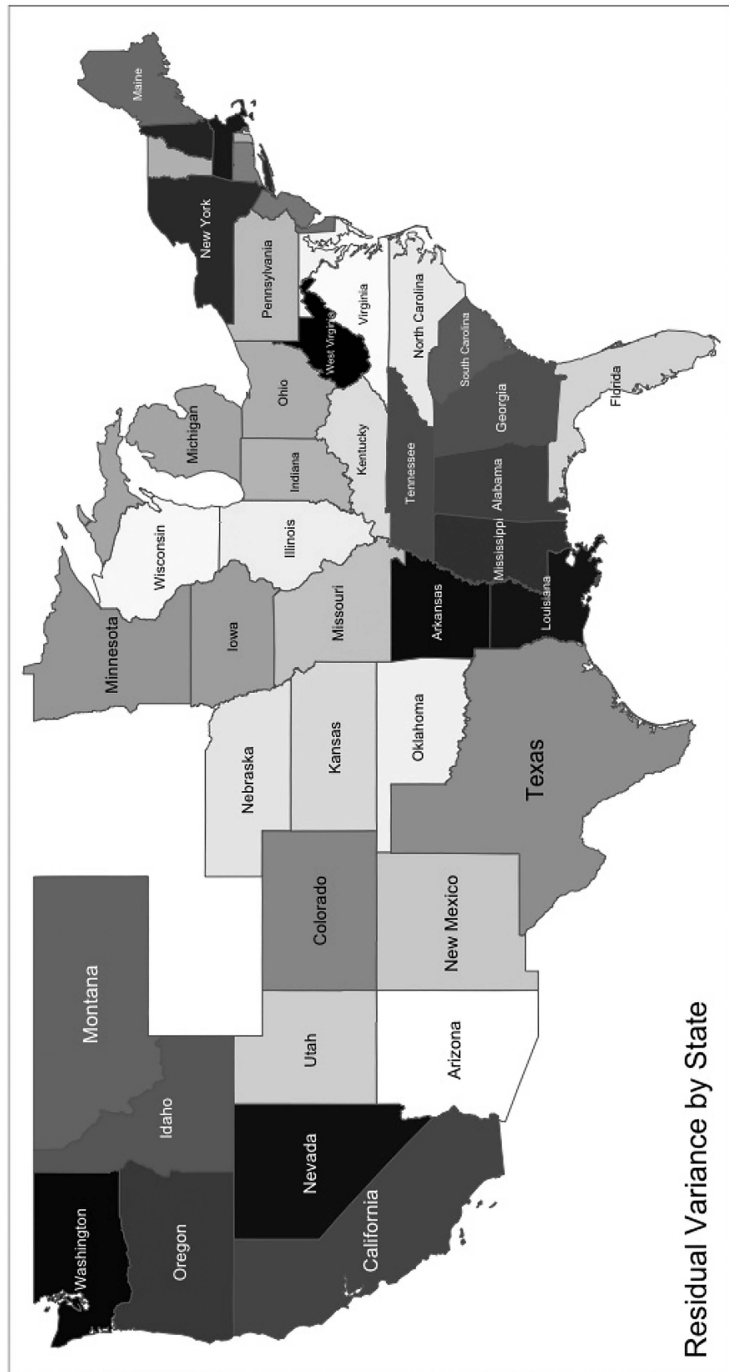 Maine
New York
Pennsylvania
West Virginia
Virginia
North Carolina
South Carolina
Georgia
Florida
Michigan
Ohio
Indiana
Kentucky
Tennessee
Alabama
Mississippi
Wisconsin
Illinois
Minnesota
Iowa
Missouri
Arkansas
Louisiana
Nebraska
Kansas
Oklahoma
Texas
Montana
Colorado
New Mexico
Utah
Arizona
Idaho
Nevada
Washington
Oregon
California
Residual Variance by State